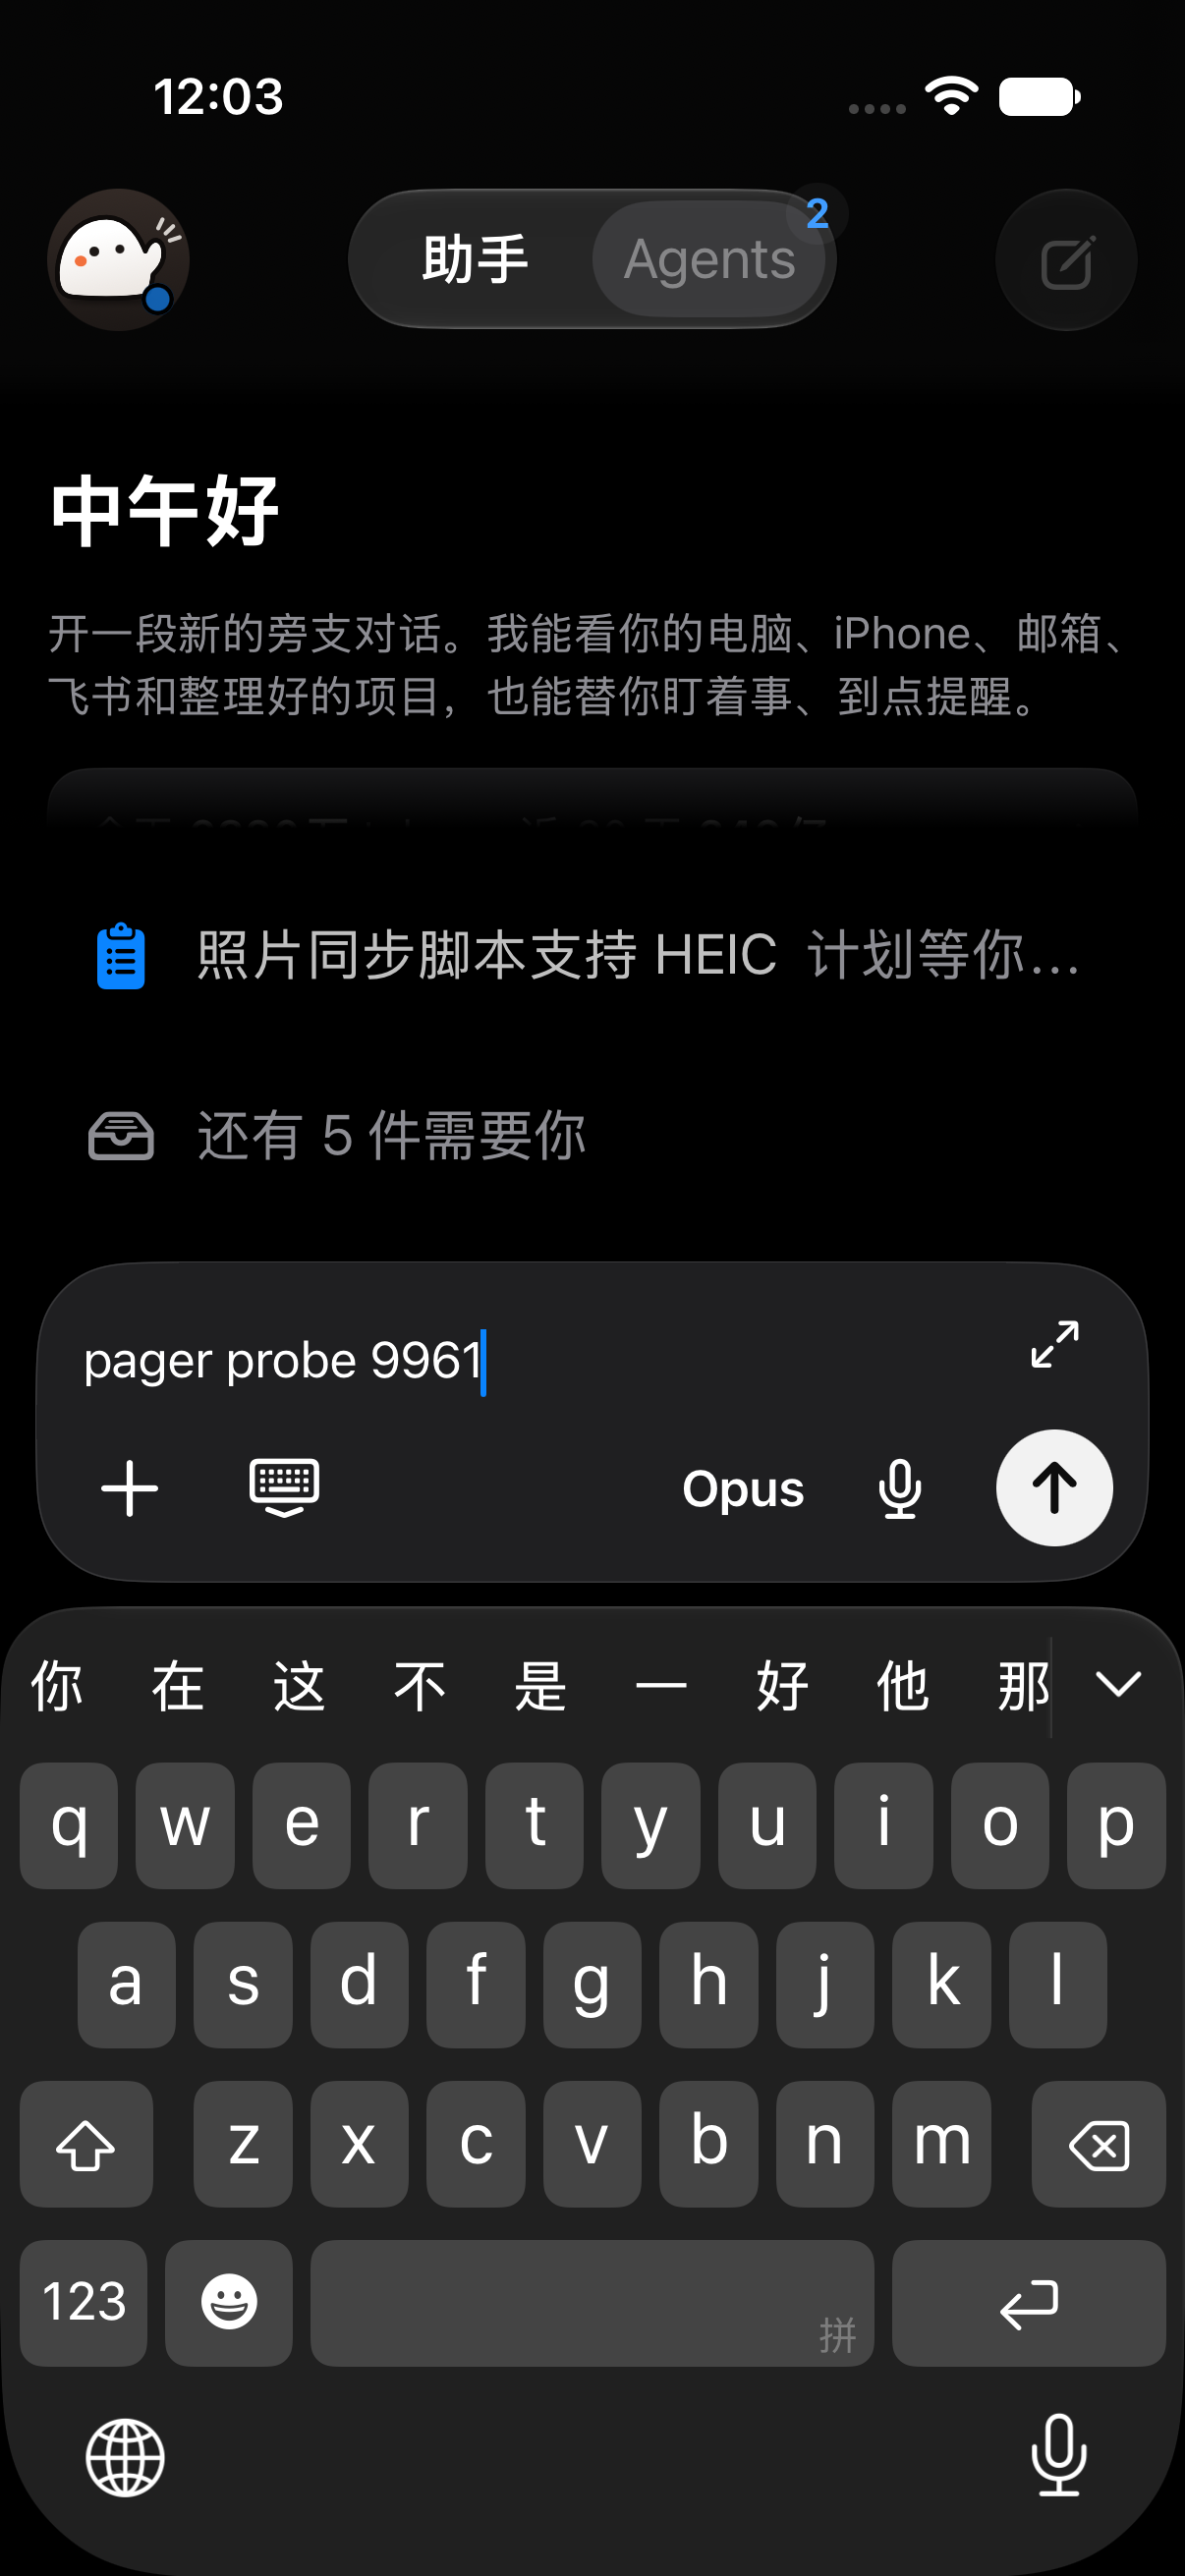 12:03
助手
Agents
2
中午好
开一段新的旁支对话。我能看你的电脑、iPhone、邮箱、
飞书和整理好的项目，也能替你盯着事、到点提醒。
照片同步脚本支持 HEIC 计划等你…
还有 5 件需要你
pager probe 9961
Opus
你 在 这 不 是 一 好 他 那
q w e r t y u i o p
a s d f g h j k l
z x c v b n m
123
拼